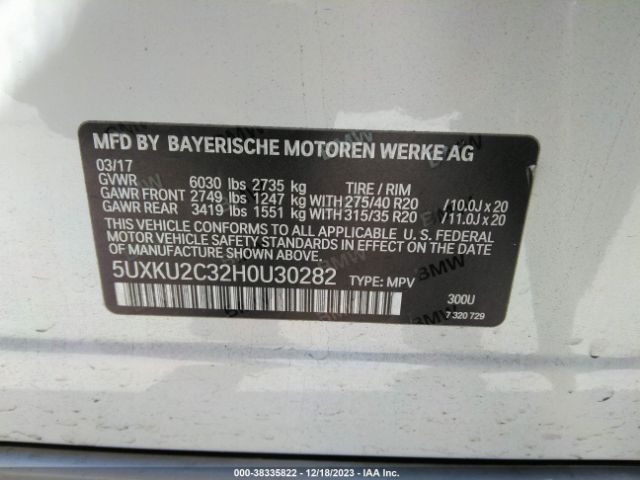 MFD BY BAYERISCHE MOTOREN WERKE AG
03/17
GVWR 6030 lbs 2735 kg TIRE / RIM
GAWR FRONT 2749 lbs 1247 kg WITH 275/40 R20 /10.0J x 20
GAWR REAR 3419 lbs 1551 kg WITH 315/35 R20 /11.0J x 20
THIS VEHICLE CONFORMS TO ALL APPLICABLE U. S. FEDERAL
MOTOR VEHICLE SAFETY STANDARDS IN EFFECT ON THE DATE
OF MANUFACTURE SHOWN ABOVE.
5UXKU2C32H0U30282 TYPE: MPV
300U
7 320 729
© - 38335822 - 12/18/2023 - IAA Inc.